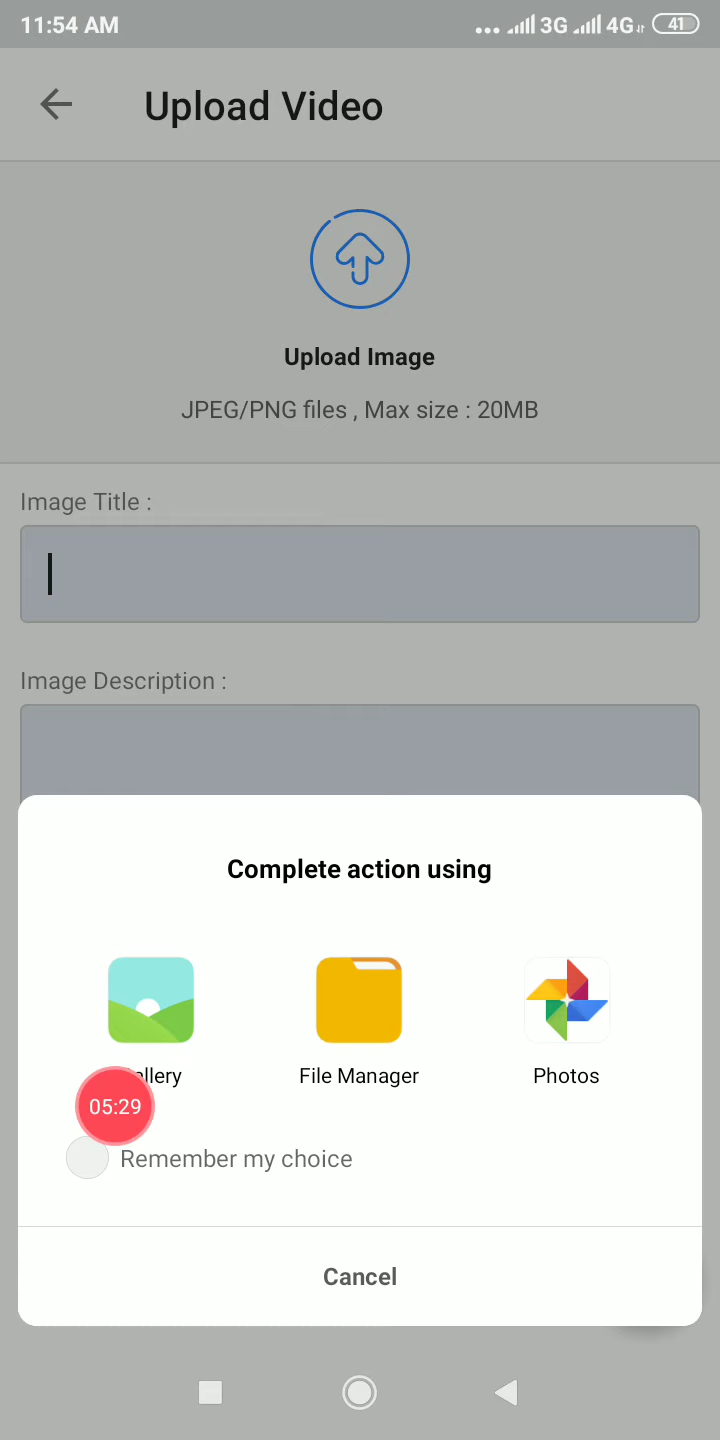 11:54 AM 3G 4G 41
Upload Video
Upload Image
JPEG/PNG files , Max size : 20MB
Image Title :
Image Description :
Complete action using
File Manager
Photos
05:29
Remember my choice
Cancel